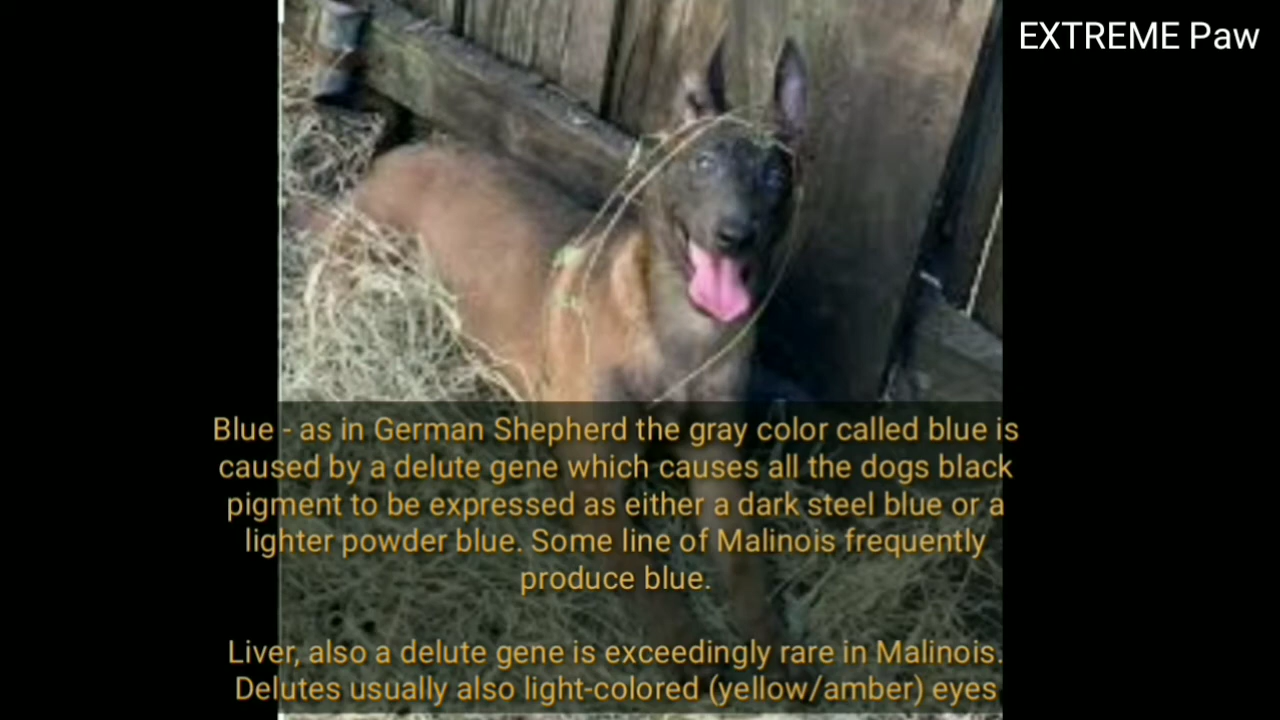 EXTREME Paw
Blue - as in German Shepherd the gray color called blue is
caused by a delute gene which causes all the dogs black
pigment to be expressed as either a dark steel blue or a
lighter powder blue. Some line of Malinois frequently
produce blue.
Liver, also a delute gene is exceedingly rare in Malinois.
Delutes usually also light-colored (yellow/amber) eyes